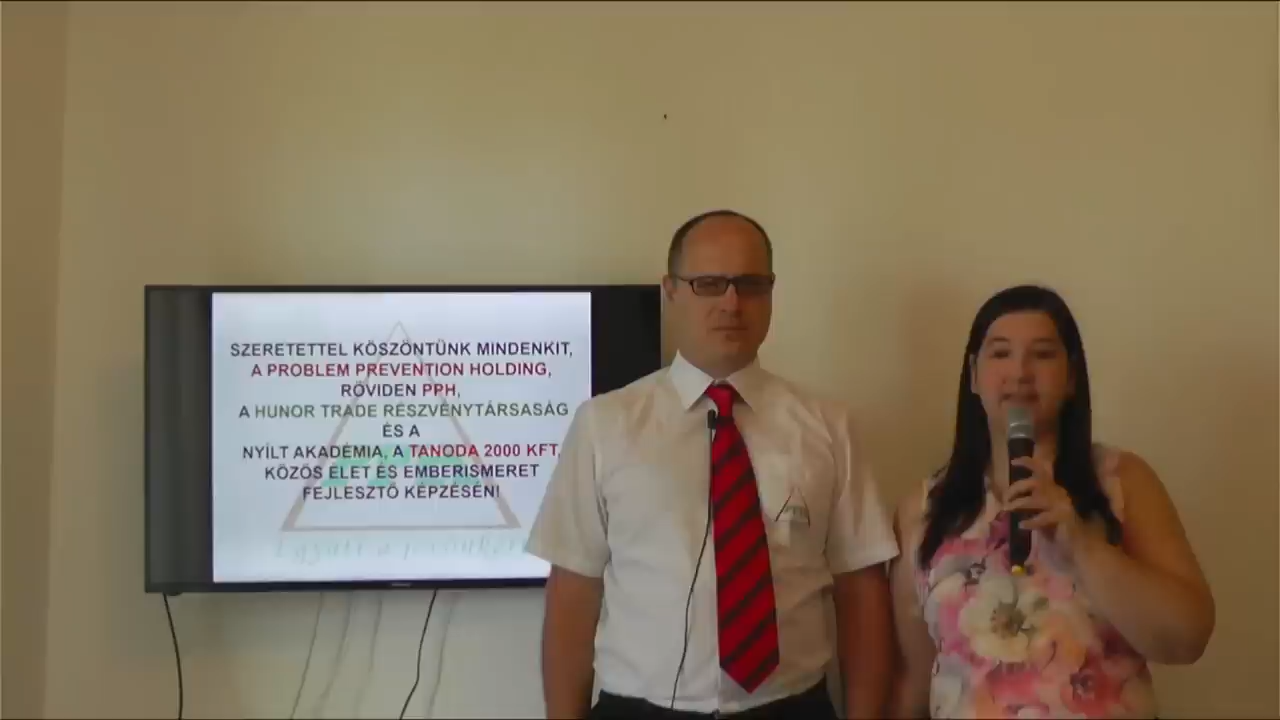 SZERETETTEL KÖSZÖNTÜNK MINDENKIT,
A PROBLEM PREVENTION HOLDING,
RÖVIDEN PPH,
A HUNOR TRADE RÉSZVÉNYTÁRSASÁG
ÉS A
NYÍLT AKADÉMIA, A TANODA 2000 KFT,
KÖZÖS ÉLET ÉS EMBERISMERET
FEJLESZTŐ KÉPZÉSÉN!